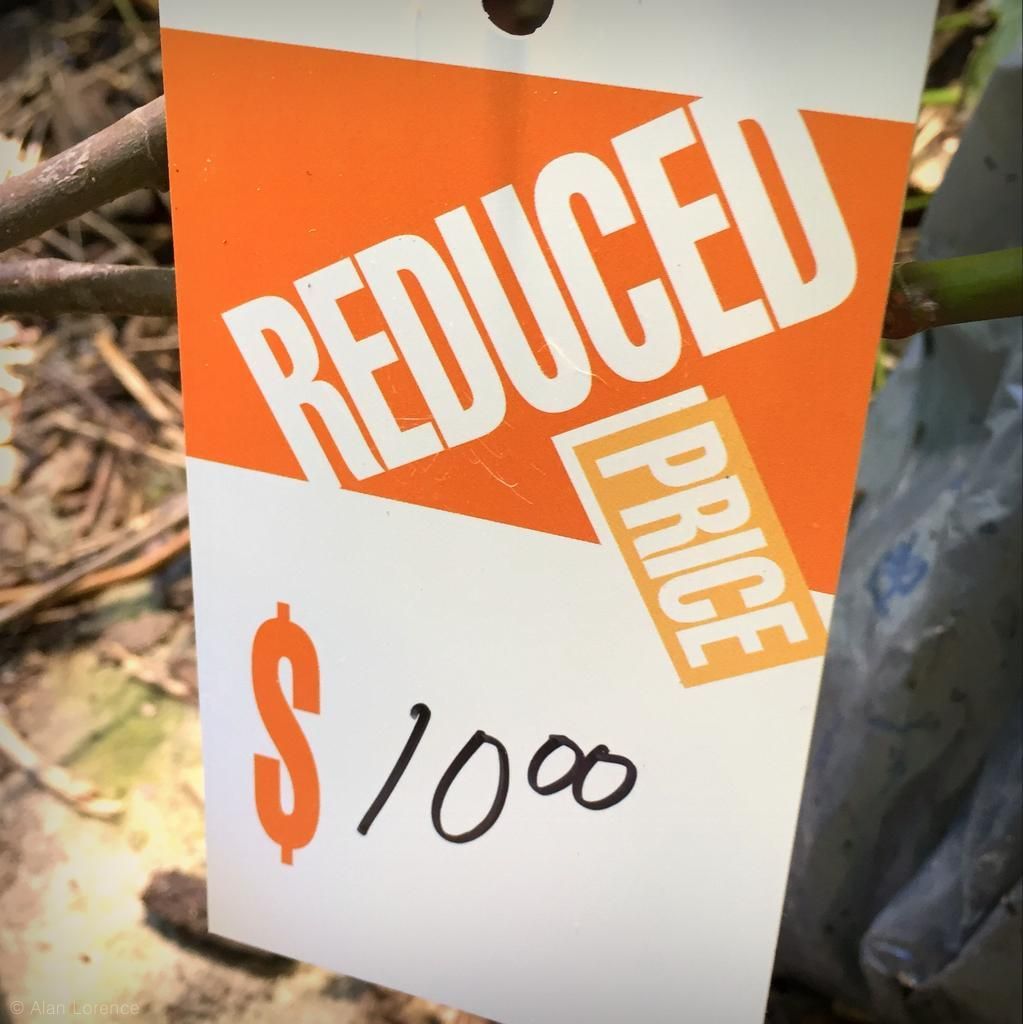 REDUCED
PRICE
$ 10 00
© Alan Lorence